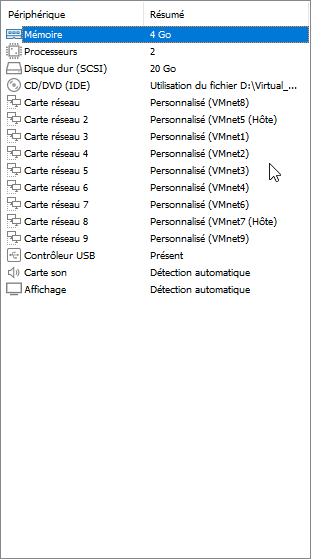 Périphérique Résumé
Mémoire 4 Go
Processeurs 2
Disque dur (SCSI) 20 Go
CD/DVD (IDE) Utilisation du fichier D:\Virtual_...
Carte réseau Personnalisé (VMnet8)
Carte réseau 2 Personnalisé (VMnet5 (Hôte)
Carte réseau 3 Personnalisé (VMnet1)
Carte réseau 4 Personnalisé (VMnet2)
Carte réseau 5 Personnalisé (VMnet3)
Carte réseau 6 Personnalisé (VMnet4)
Carte réseau 7 Personnalisé (VMnet6)
Carte réseau 8 Personnalisé (VMnet7 (Hôte)
Carte réseau 9 Personnalisé (VMnet9)
Contrôleur USB Présent
Carte son Détection automatique
Affichage Détection automatique